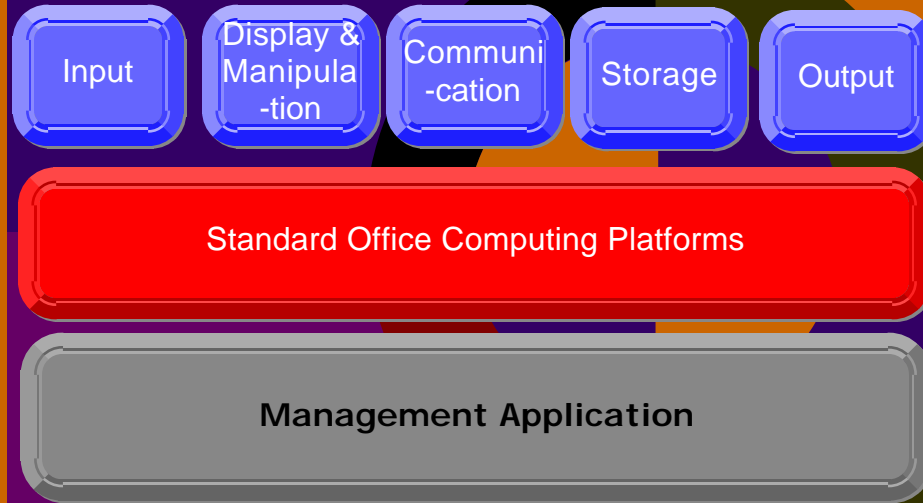 Input
Display &
Manipula
-tion
Communi
-cation
Storage
Output
Standard Office Computing Platforms
Management Application